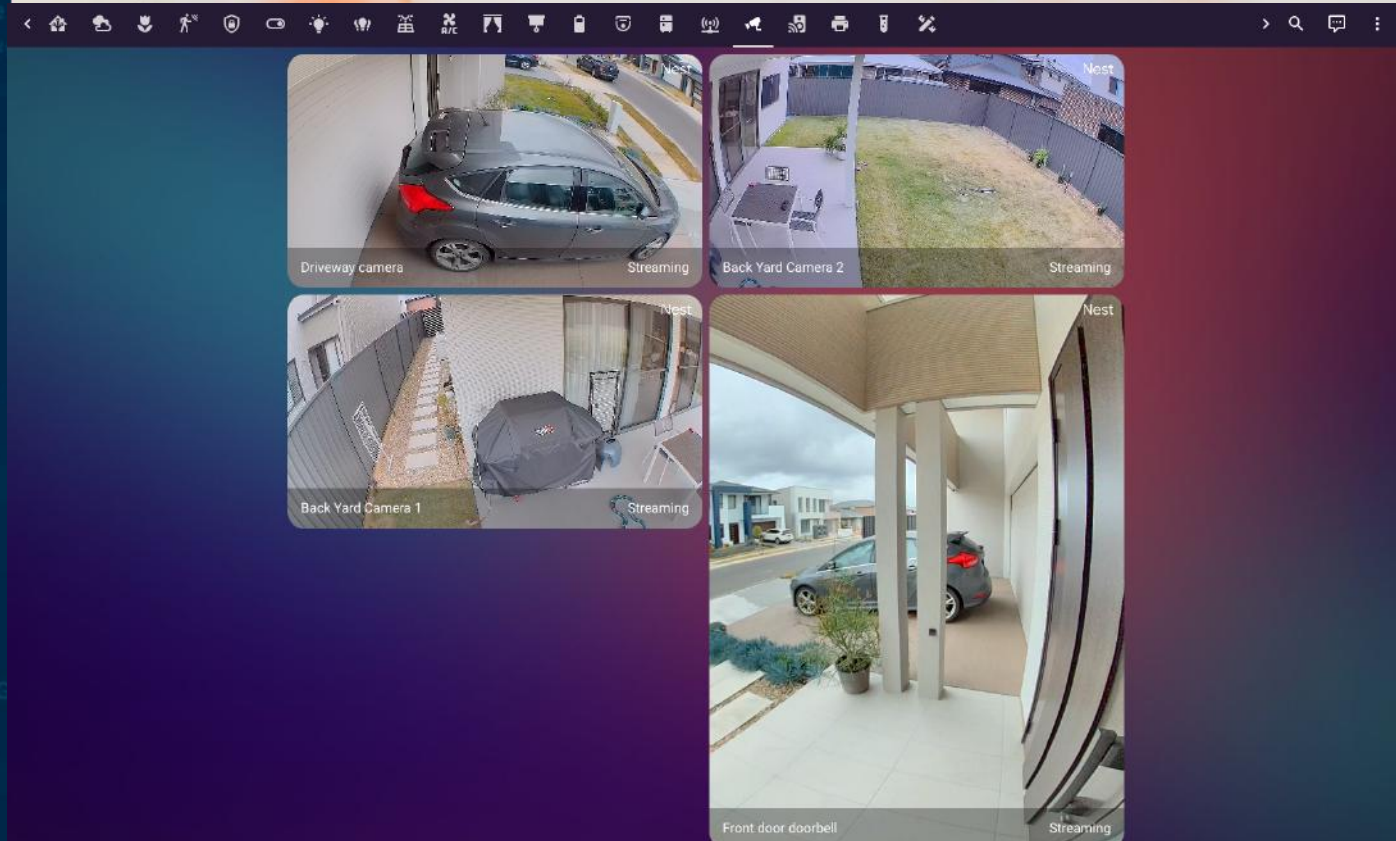 A/C
Nest
Driveway camera Streaming
Nest
Back Yard Camera 2 Streaming
Nest
Back Yard Camera 1 Streaming
Nest
Front door doorbell Streaming